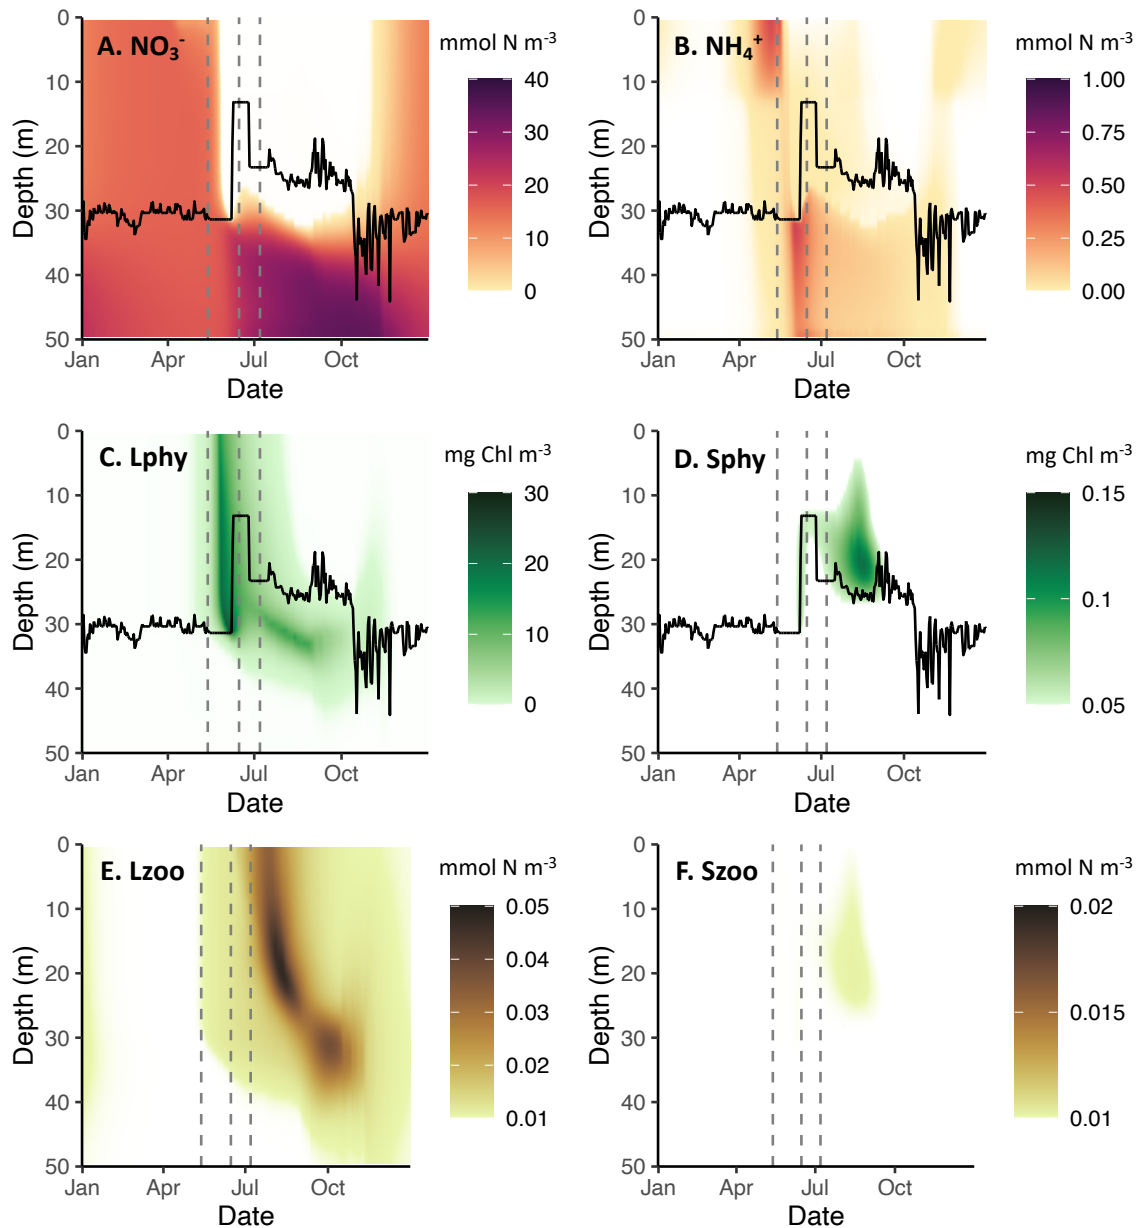 A. NO₃⁻
mmol N m⁻³
0
10
20
30
40
50
Depth (m)
Jan
Apr
Jul
Oct
Date
40
30
20
10
0
B. NH₄⁺
mmol N m⁻³
0
10
20
30
40
50
Depth (m)
Jan
Apr
Jul
Oct
Date
1.00
0.75
0.50
0.25
0.00
C. Lphy
mg Chl m⁻³
0
10
20
30
40
50
Depth (m)
Jan
Apr
Jul
Oct
Date
30
20
10
0
D. Sphy
mg Chl m⁻³
0
10
20
30
40
50
Depth (m)
Jan
Apr
Jul
Oct
Date
0.15
0.1
0.05
E. Lzoo
mmol N m⁻³
0
10
20
30
40
50
Depth (m)
Jan
Apr
Jul
Oct
Date
0.05
0.04
0.03
0.02
0.01
F. Szoo
mmol N m⁻³
0
10
20
30
40
50
Depth (m)
Jan
Apr
Jul
Oct
Date
0.02
0.015
0.01